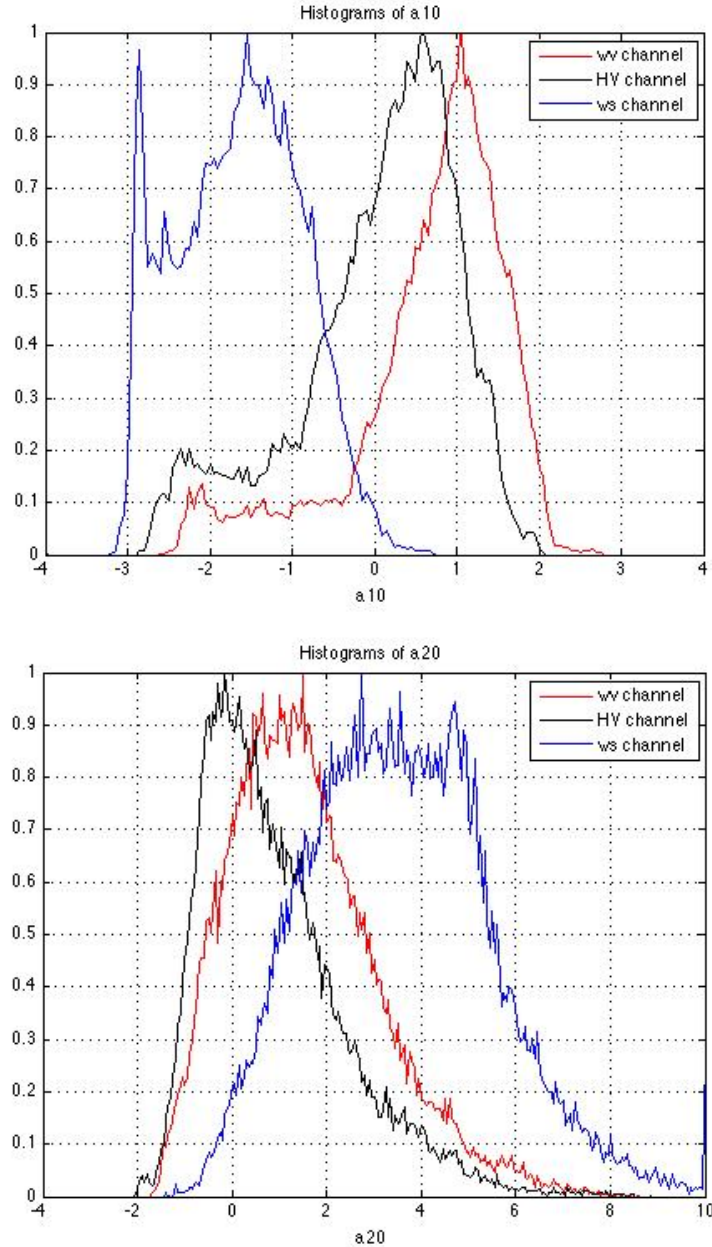 Histograms of a10
1
0.9
0.8
0.7
0.6
0.5
0.4
0.3
0.2
0.1
0
wv channel
HV channel
ws channel
-4 -3 -2 -1 0 1 2 3 4
a10
Histograms of a20
1
0.9
0.8
0.7
0.6
0.5
0.4
0.3
0.2
0.1
0
wv channel
HV channel
ws channel
-4 -2 0 2 4 6 8 10
a20